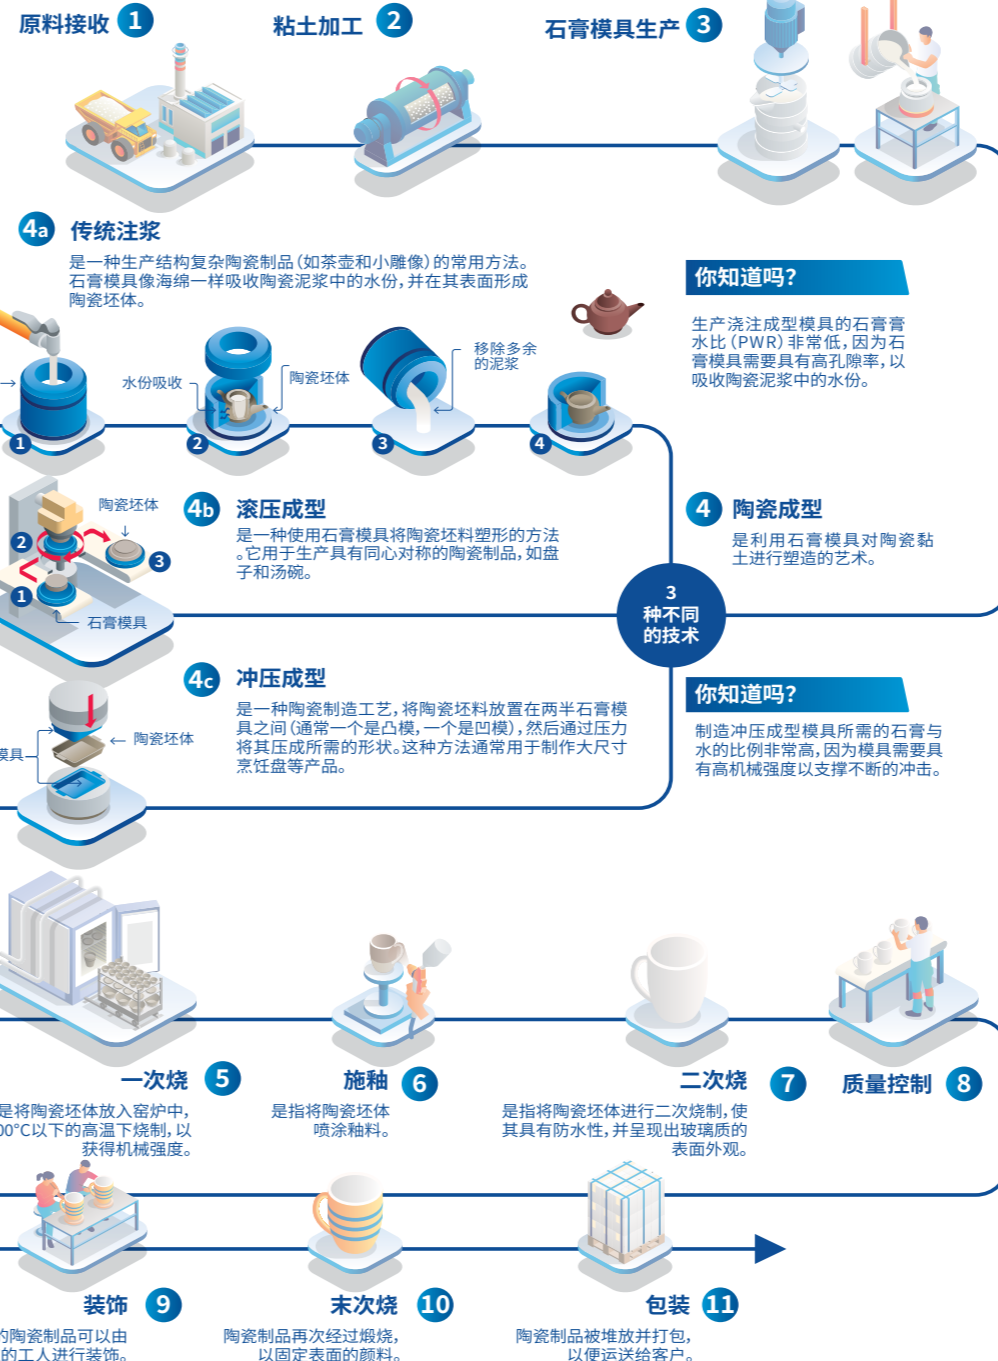 原料接收 1
粘土加工 2
石膏模具生产 3
4a 传统注浆
是一种生产结构复杂陶瓷制品（如茶壶和小雕像）的常用方法。
石膏模具像海绵一样吸收陶瓷泥浆中的水份，并在其表面形成
陶瓷坯体。
你知道吗？
生产浇注成型模具的石膏膏
水比（PWR）非常低，因为石
膏模具需要具有高孔隙率，以
吸收陶瓷泥浆中的水份。
水份吸收
陶瓷坯体
移除多余
的泥浆
1
2
3
4
4b 滚压成型
是一种使用石膏模具将陶瓷坯料塑形的方法
。它用于生产具有同心对称的陶瓷制品，如盘
子和汤碗。
陶瓷坯体
2
3
1
石膏模具
4 陶瓷成型
是利用石膏模具对陶瓷黏
土进行塑造的艺术。
3
种不同
的技术
4c 冲压成型
是一种陶瓷制造工艺，将陶瓷坯料放置在两半石膏模
具之间（通常一个是凸模，一个是凹模），然后通过压力
将其压成所需的形状。这种方法通常用于制作大尺寸
烹饪盘等产品。
陶瓷坯体
模具
你知道吗？
制造冲压成型模具所需的石膏与
水的比例非常高，因为模具需要具
有高机械强度以支撑不断的冲击。
一次烧 5
是将陶瓷坯体放入窑炉中，
00°C以下的高温下烧制，以
获得机械强度。
施釉 6
是指将陶瓷坯体
喷涂釉料。
二次烧 7
是指将陶瓷坯体进行二次烧制，使
其具有防水性，并呈现出玻璃质的
表面外观。
质量控制 8
装饰 9
的陶瓷制品可以由
的工人进行装饰。
末次烧 10
陶瓷制品再次经过煅烧，
以固定表面的颜料。
包装 11
陶瓷制品被堆放并打包，
以便运送给客户。